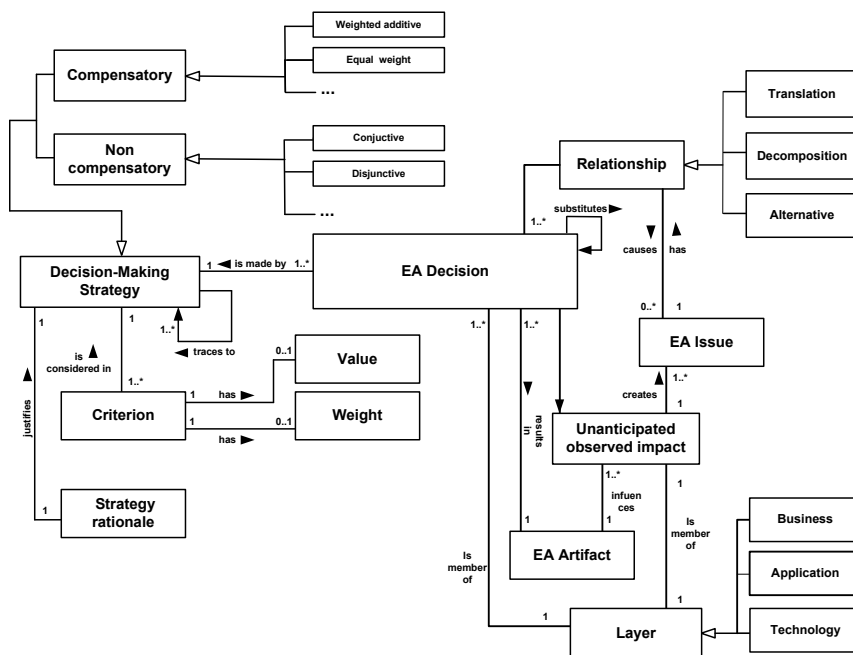 Weighted additive
Compensatory
Equal weight
...
Conjuctive
Non
compensatory
Disjunctive
...
Translation
Relationship
Decomposition
Alternative
substitutes
1..*
causes
has
EA Decision
1
is made by
1..*
Decision-Making
Strategy
1
1
1..*
traces to
is
considered in
1..*
justifies
1..*
1..*
0..*
1
EA Issue
1..*
creates
1
0..1
Value
1
has
Criterion
1
has
0..1
Weight
results
in
Unanticipated
observed impact
1..*
1
infuen
ces
1
1
EA Artifact
1
Strategy
rationale
Is
member
of
Is
member
of
Business
Application
1
1
Layer
Technology